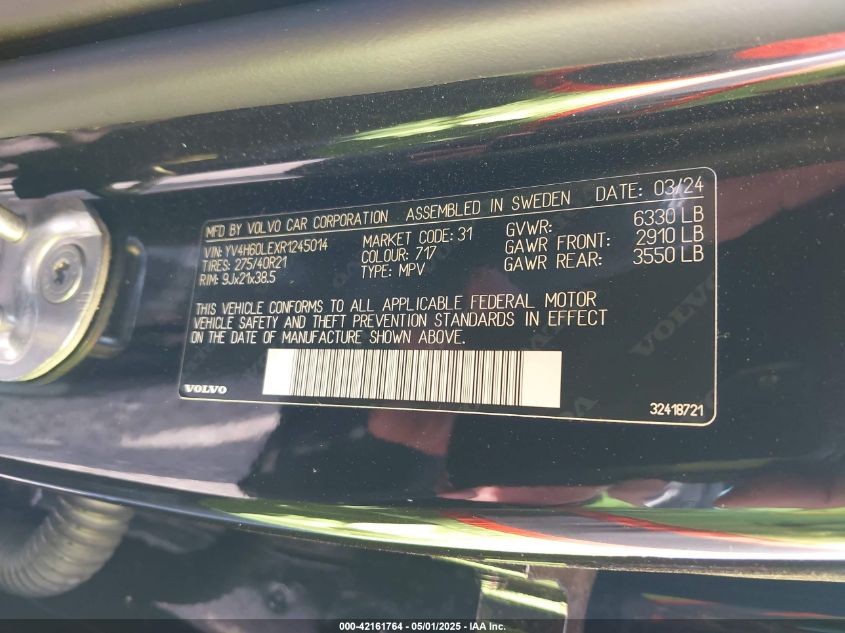 MFD BY VOLVO CAR CORPORATION ASSEMBLED IN SWEDEN DATE: 03/24
VIN: YV4H60LEXR1245014 MARKET CODE: 31 GVWR: 6330 LB
TIRES: 275/40R21 COLOUR: 717 GAWR FRONT: 2910 LB
RIM: 9Jx21x38.5 TYPE: MPV GAWR REAR: 3550 LB
THIS VEHICLE CONFORMS TO ALL APPLICABLE FEDERAL MOTOR
VEHICLE SAFETY AND THEFT PREVENTION STANDARDS IN EFFECT
ON THE DATE OF MANUFACTURE SHOWN ABOVE.
VOLVO 32418721
000-42161764 - 05/01/2025 - IAA Inc.